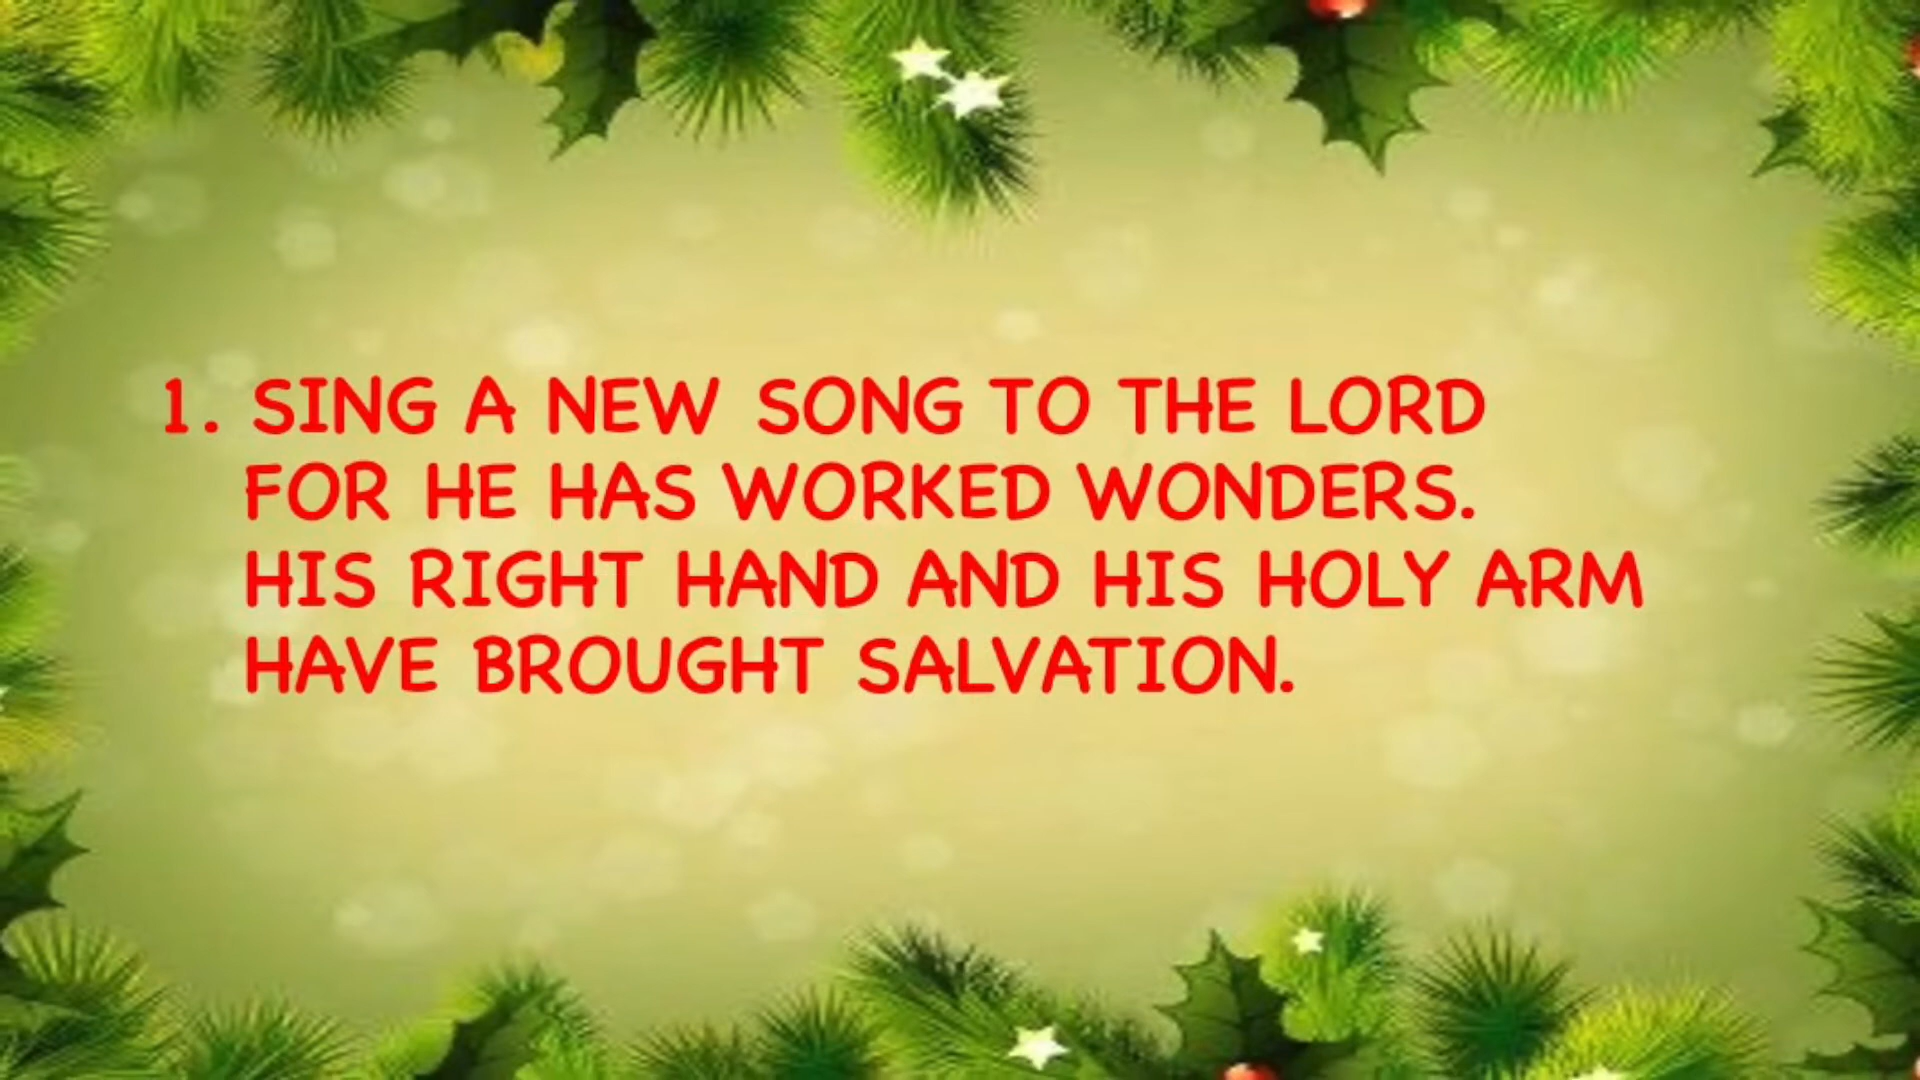 1. SING A NEW SONG TO THE LORD
FOR HE HAS WORKED WONDERS.
HIS RIGHT HAND AND HIS HOLY ARM
HAVE BROUGHT SALVATION.